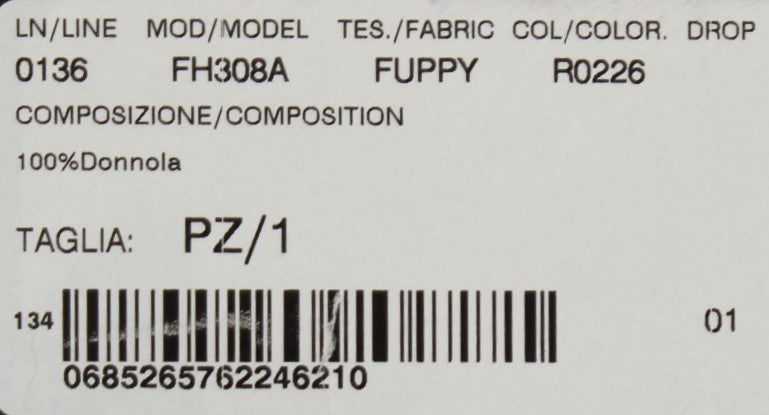 LN/LINE MOD/MODEL TES./FABRIC COL/COLOR. DROP
0136 FH308A FUPPY R0226
COMPOSIZIONE/COMPOSITION
100%Donnola
TAGLIA: PZ/1
134 01
0685265762246210